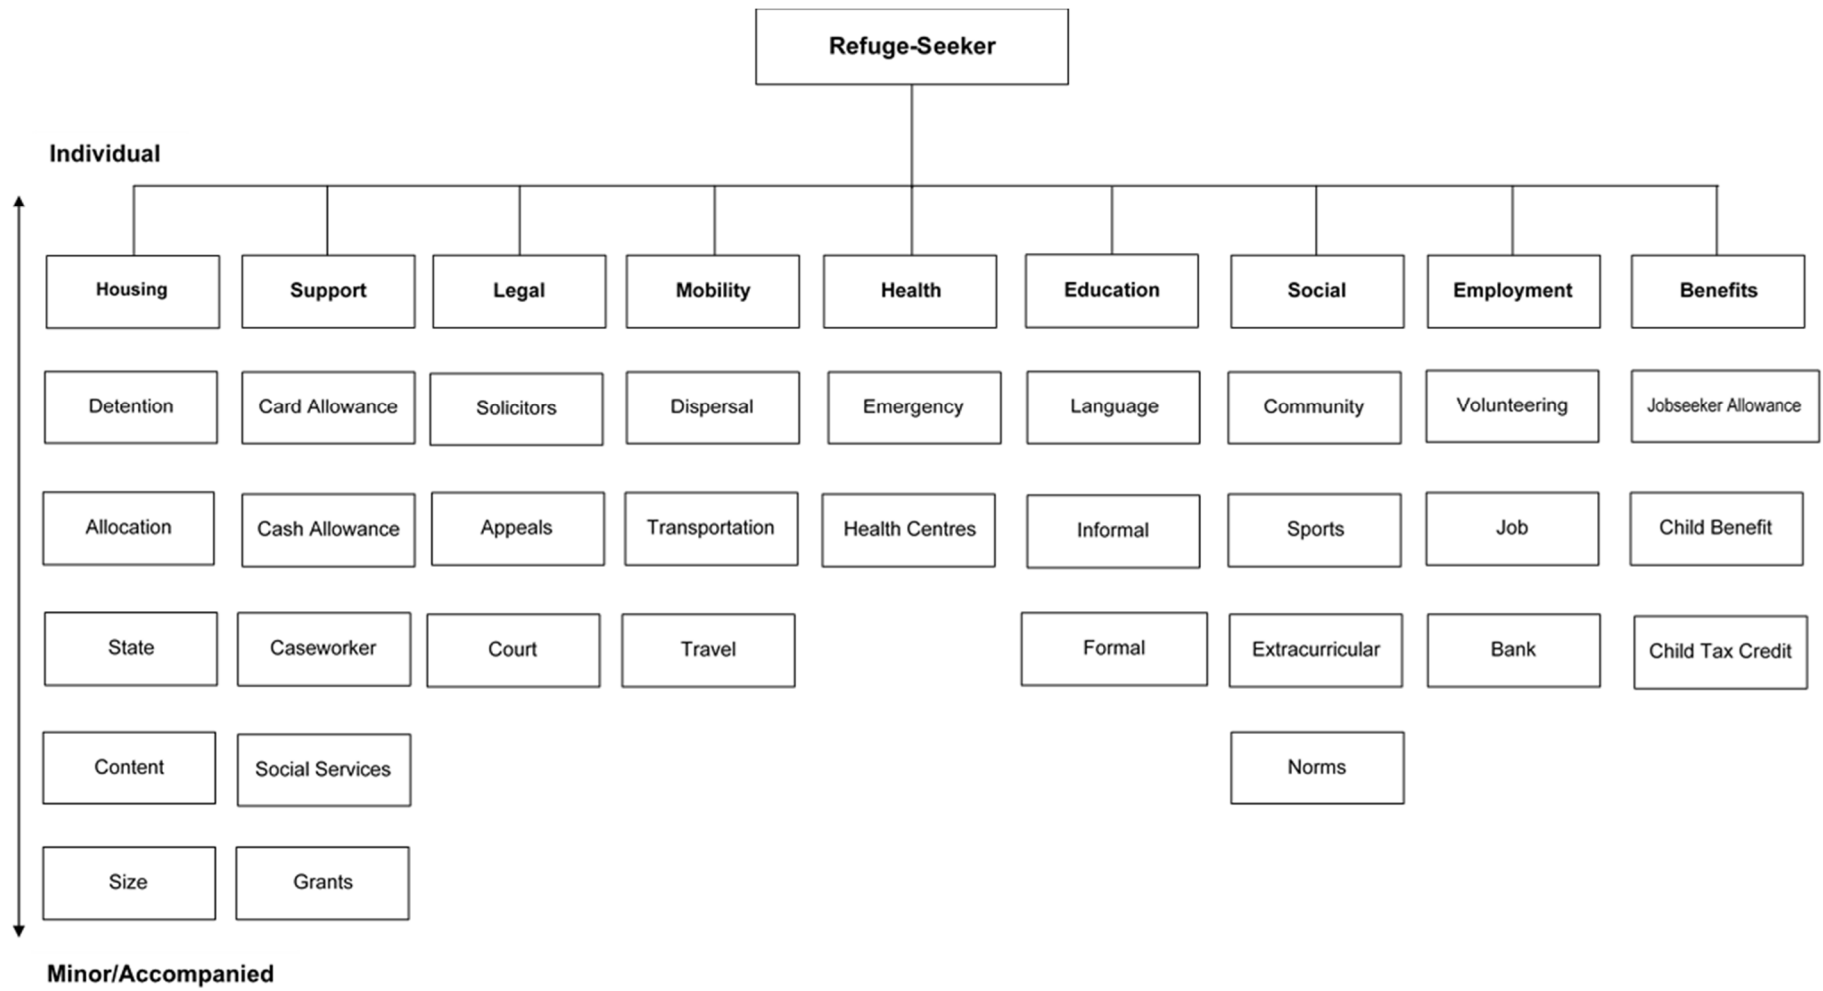 Refuge-Seeker
Individual
Housing
Support
Legal
Mobility
Health
Education
Social
Employment
Benefits
Detention
Card Allowance
Solicitors
Dispersal
Emergency
Language
Community
Volunteering
Jobseeker Allowance
Allocation
Cash Allowance
Appeals
Transportation
Health Centres
Informal
Sports
Job
Child Benefit
State
Caseworker
Court
Travel
Formal
Extracurricular
Bank
Child Tax Credit
Content
Social Services
Norms
Size
Grants
Minor/Accompanied